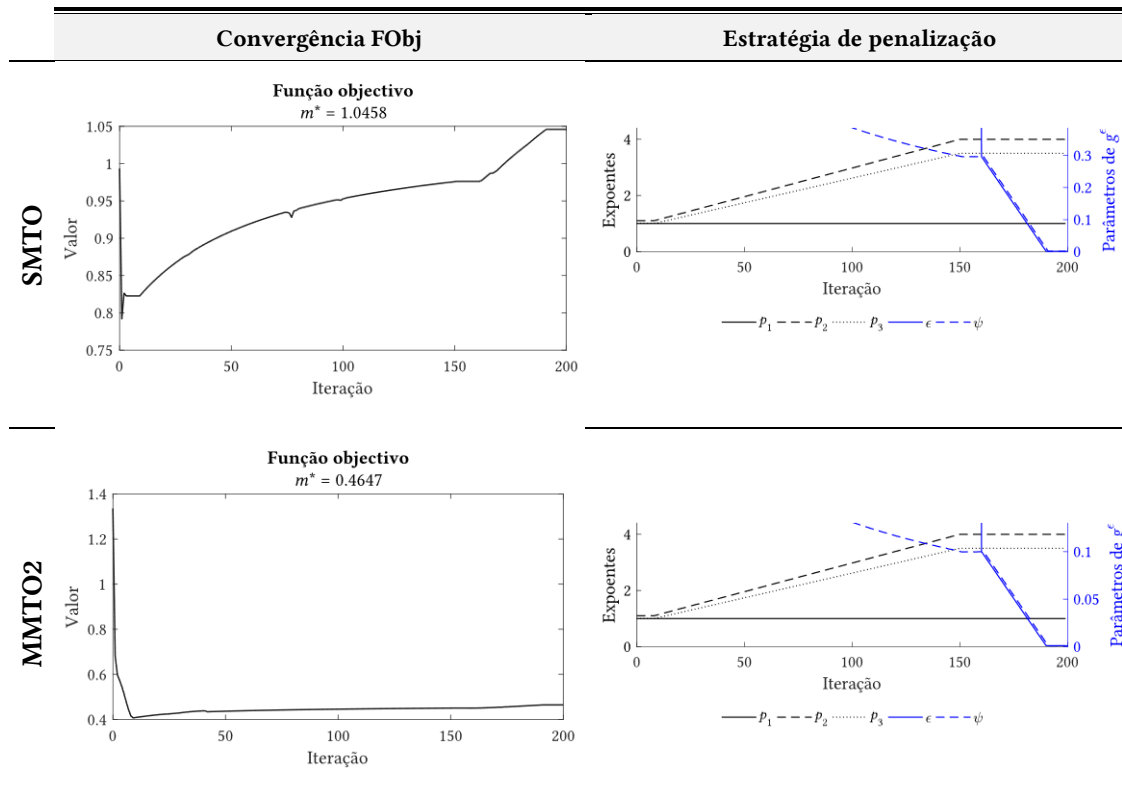 Convergência FObj
Estratégia de penalização
SMTO
Função objectivo
m* = 1.0458
1.05
1
0.95
0.9
0.85
0.8
0.75
Valor
0 50 100 150 200
Iteração
4
2
0
Expoentes
0.3
0.2
0.1
0
Parâmetros de g^ϵ
0 50 100 150 200
Iteração
p₁ p₂ p₃ ϵ ψ
MMTO2
Função objectivo
m* = 0.4647
1.4
1.2
1
0.8
0.6
0.4
Valor
0 50 100 150 200
Iteração
4
2
0
Expoentes
0.1
0.05
0
Parâmetros de g^ϵ
0 50 100 150 200
Iteração
p₁ p₂ p₃ ϵ ψ